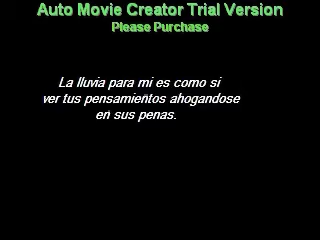 Auto Movie Creator Trial Version
Please Purchase
La lluvia para mi es como si
ver tus pensamientos ahogandose
en sus penas.